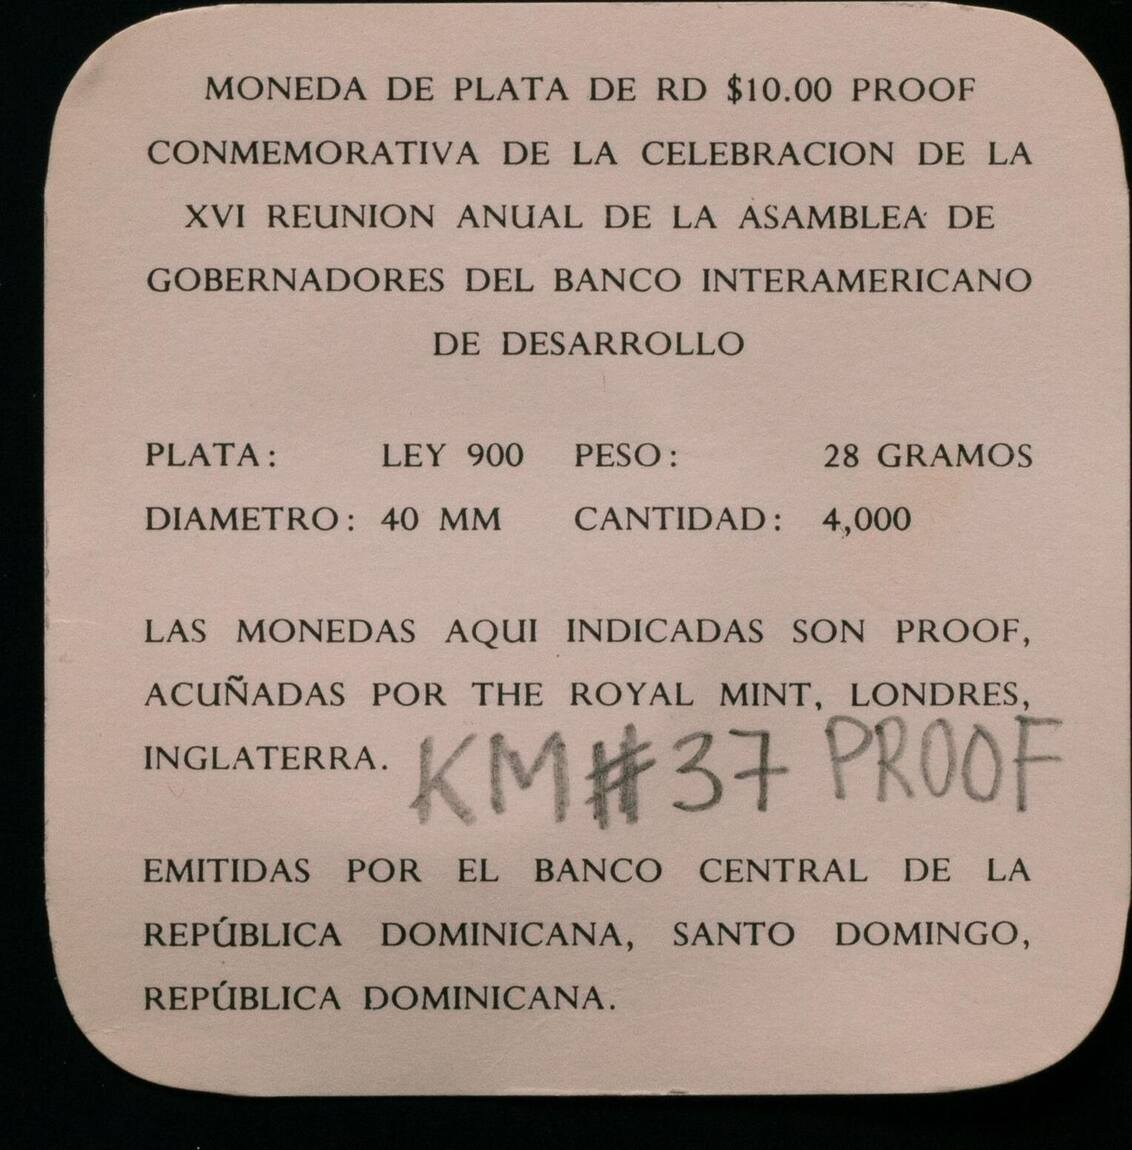 MONEDA DE PLATA DE RD $10.00 PROOF
CONMEMORATIVA DE LA CELEBRACION DE LA
XVI REUNION ANUAL DE LA ASAMBLEA DE
GOBERNADORES DEL BANCO INTERAMERICANO
DE DESARROLLO
PLATA: LEY 900 PESO: 28 GRAMOS
DIAMETRO: 40 MM CANTIDAD: 4,000
LAS MONEDAS AQUI INDICADAS SON PROOF,
ACUÑADAS POR THE ROYAL MINT, LONDRES,
INGLATERRA. KM#37 PROOF
EMITIDAS POR EL BANCO CENTRAL DE LA
REPÚBLICA DOMINICANA, SANTO DOMINGO,
REPÚBLICA DOMINICANA.